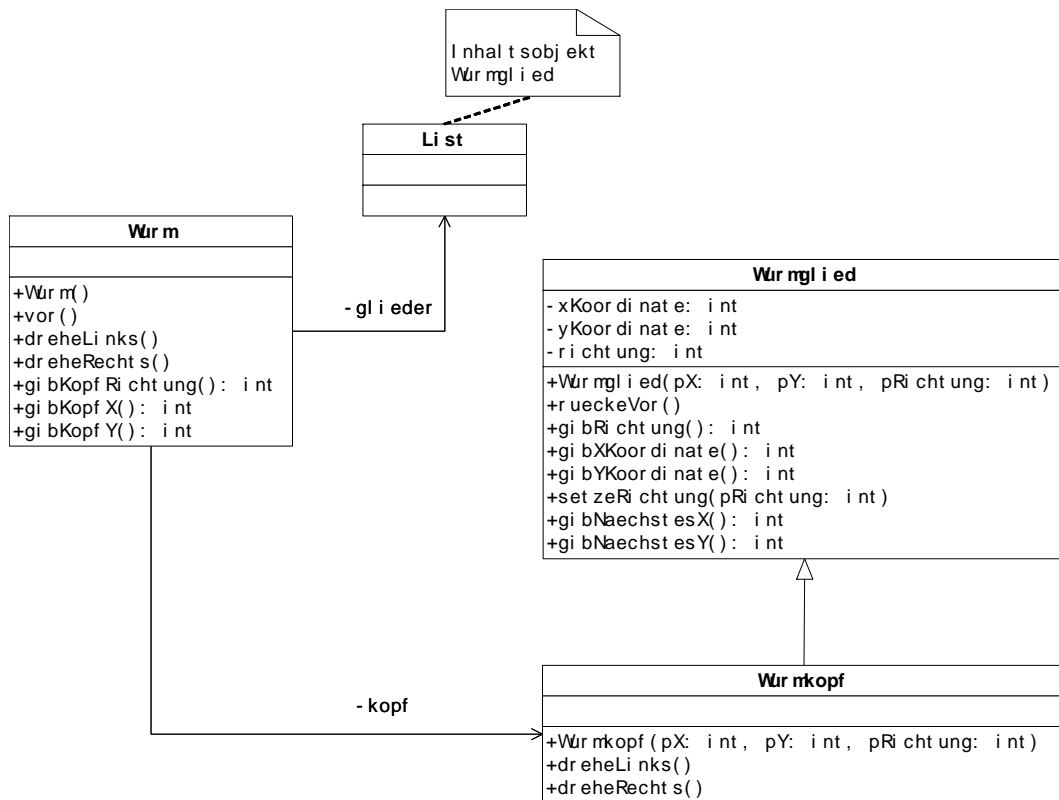 Inhaltsobjekt
Wurmglied
List
Wurm
+Wurm()
+vor()
+dreheLinks()
+dreheRechts()
+gibKopfRichtung(): int
+gibKopfX(): int
+gibKopfY(): int
-glieder
Wurmglied
-xKoordinate: int
-yKoordinate: int
-richtung: int
+Wurmglied(pX: int, pY: int, pRichtung: int)
+rueckeVor()
+gibRichtung(): int
+gibXKoordinate(): int
+gibYKoordinate(): int
+setzeRichtung(pRichtung: int)
+gibNaechstesX(): int
+gibNaechstesY(): int
-kopf
Wurmkopf
+Wurmkopf(pX: int, pY: int, pRichtung: int)
+dreheLinks()
+dreheRechts()